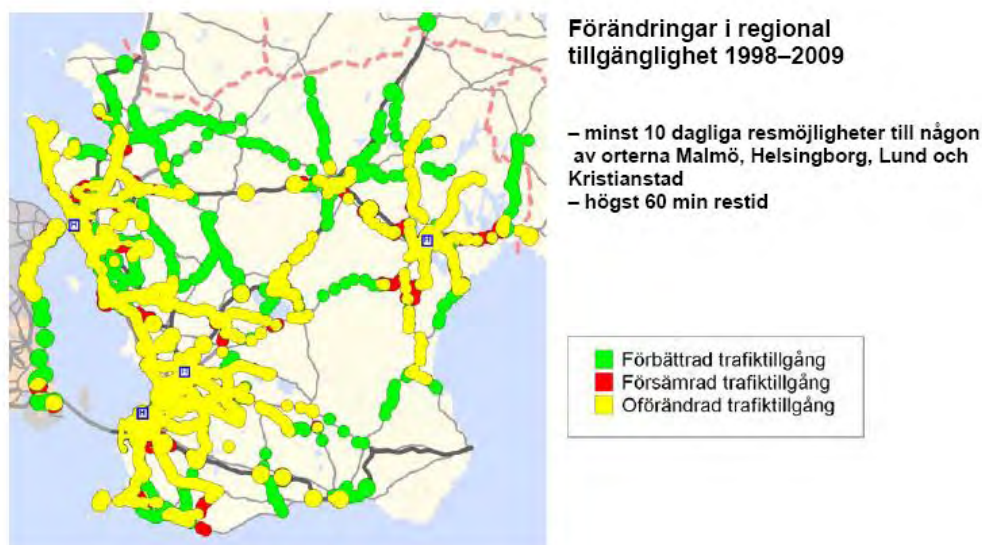 Förändringar i regional
tillgänglighet 1998–2009
– minst 10 dagliga resmöjligheter till någon
av orterna Malmö, Helsingborg, Lund och
Kristianstad
– högst 60 min restid
Förbättrad trafiktillgång
Försämrad trafiktillgång
Oförändrad trafiktillgång